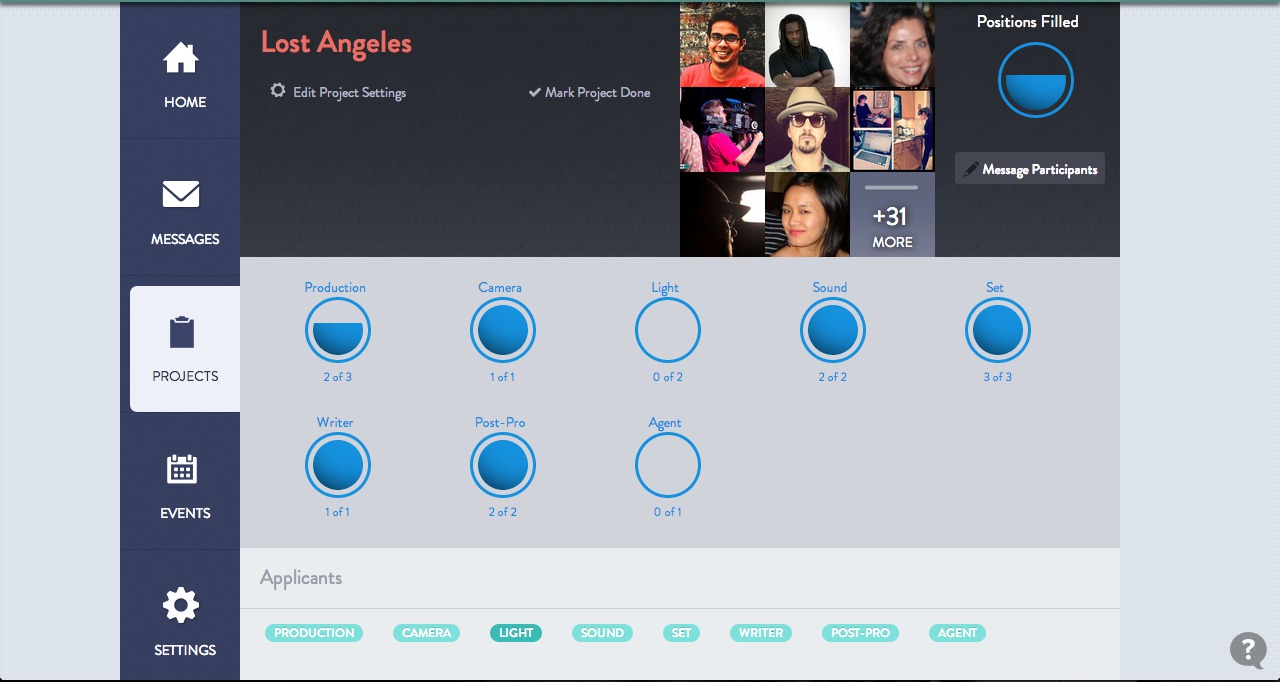 HOME
MESSAGES
PROJECTS
EVENTS
SETTINGS
Lost Angeles
Edit Project Settings
Mark Project Done
+31
MORE
Positions Filled
Message Participants
Production
2 of 3
Camera
1 of 1
Light
0 of 2
Sound
2 of 2
Set
3 of 3
Writer
1 of 1
Post-Pro
2 of 2
Agent
0 of 1
Applicants
PRODUCTION
CAMERA
LIGHT
SOUND
SET
WRITER
POST-PRO
AGENT
?